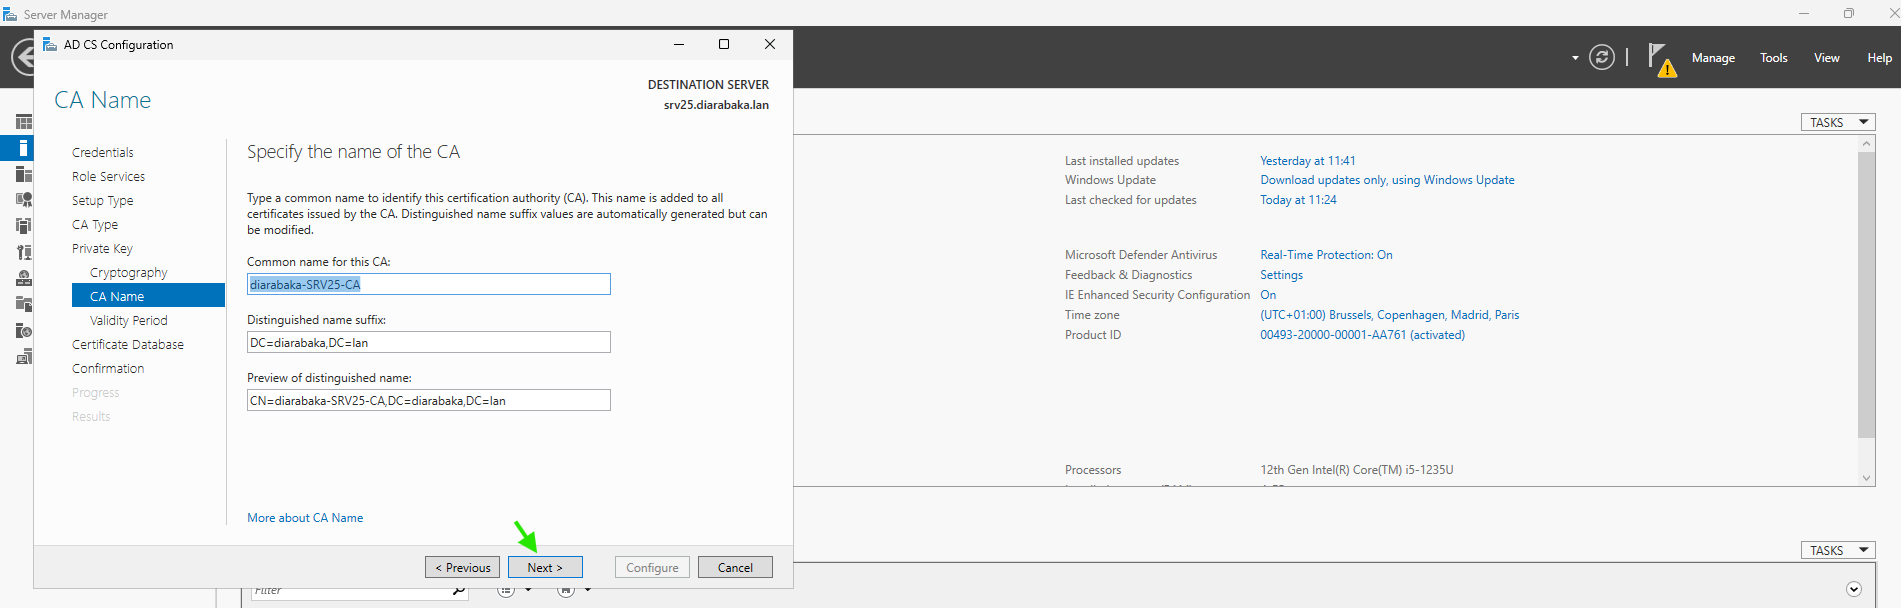 Server Manager
AD CS Configuration
Manage
Tools
View
Help
CA Name
DESTINATION SERVER
srv25.diarabaka.lan
Credentials
Role Services
Setup Type
CA Type
Private Key
Cryptography
CA Name
Validity Period
Certificate Database
Confirmation
Progress
Results
Specify the name of the CA
Type a common name to identify this certification authority (CA). This name is added to all
certificates issued by the CA. Distinguished name suffix values are automatically generated but can
be modified.
Common name for this CA:
diarabaka-SRV25-CA
Distinguished name suffix:
DC=diarabaka,DC=lan
Preview of distinguished name:
CN=diarabaka-SRV25-CA,DC=diarabaka,DC=lan
More about CA Name
< Previous
Next >
Configure
Cancel
TASKS
Last installed updates Yesterday at 11:41
Windows Update Download updates only, using Windows Update
Last checked for updates Today at 11:24
Microsoft Defender Antivirus Real-Time Protection: On
Feedback & Diagnostics Settings
IE Enhanced Security Configuration On
Time zone (UTC+01:00) Brussels, Copenhagen, Madrid, Paris
Product ID 00493-20000-00001-AA761 (activated)
Processors 12th Gen Intel(R) Core(TM) i5-1235U
TASKS
Filter